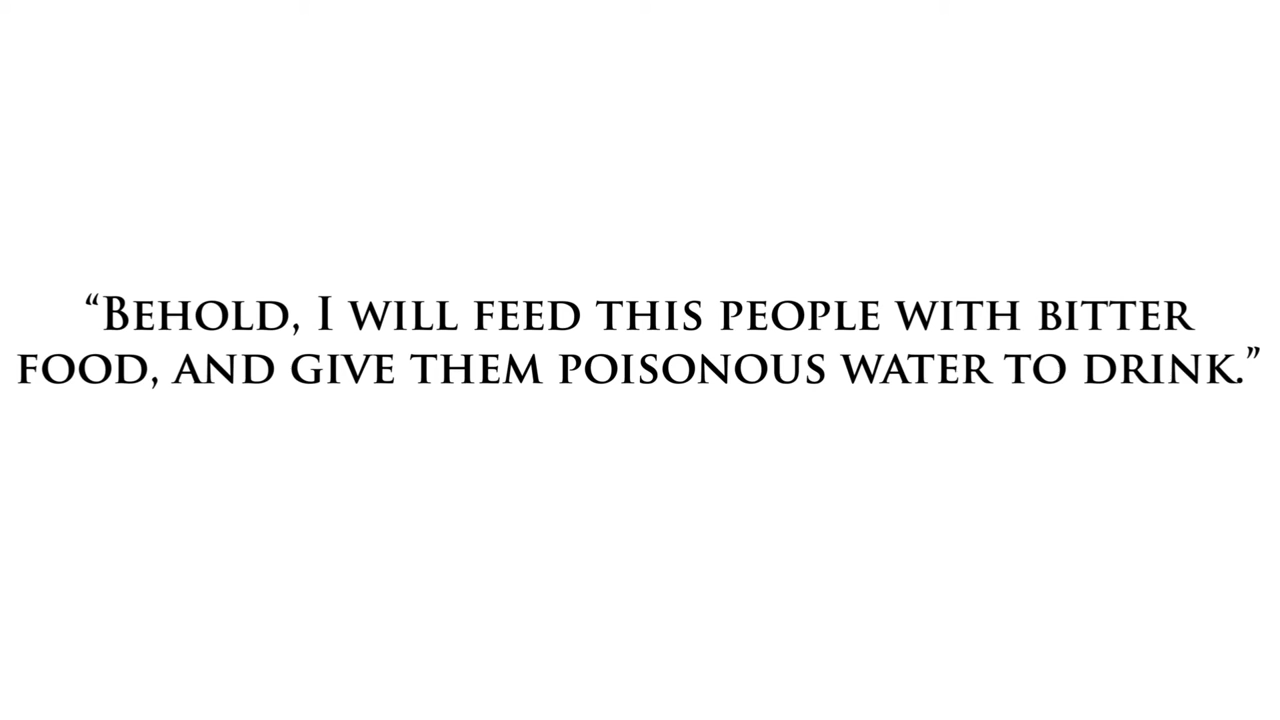 “Behold, I will feed this people with bitter
food, and give them poisonous water to drink.”